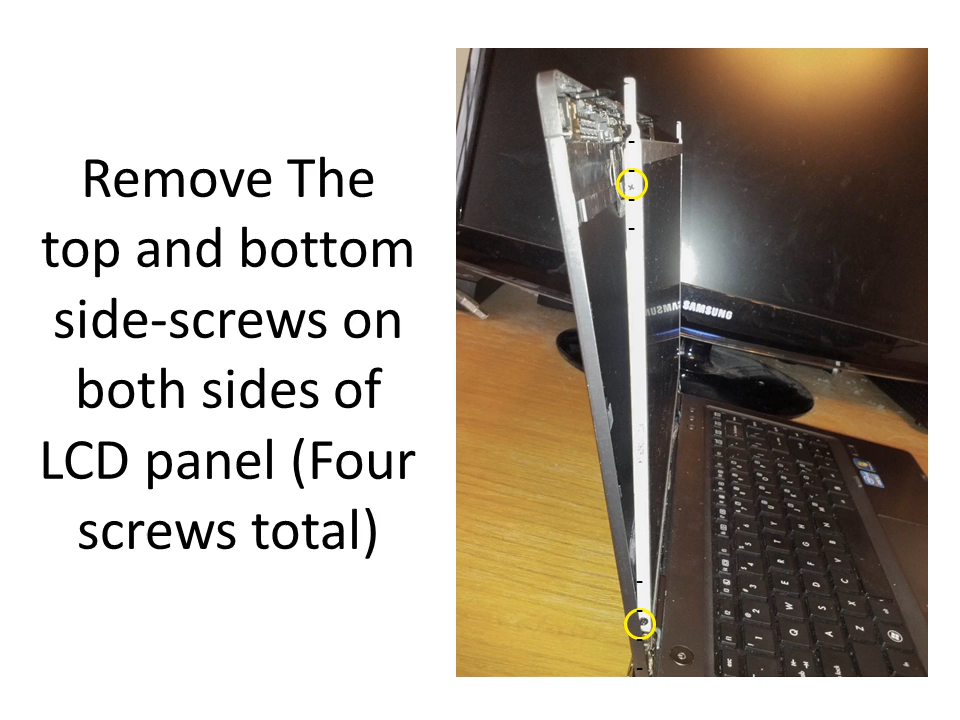 Remove The
top and bottom
side-screws on
both sides of
LCD panel (Four
screws total)
SAMSUNG